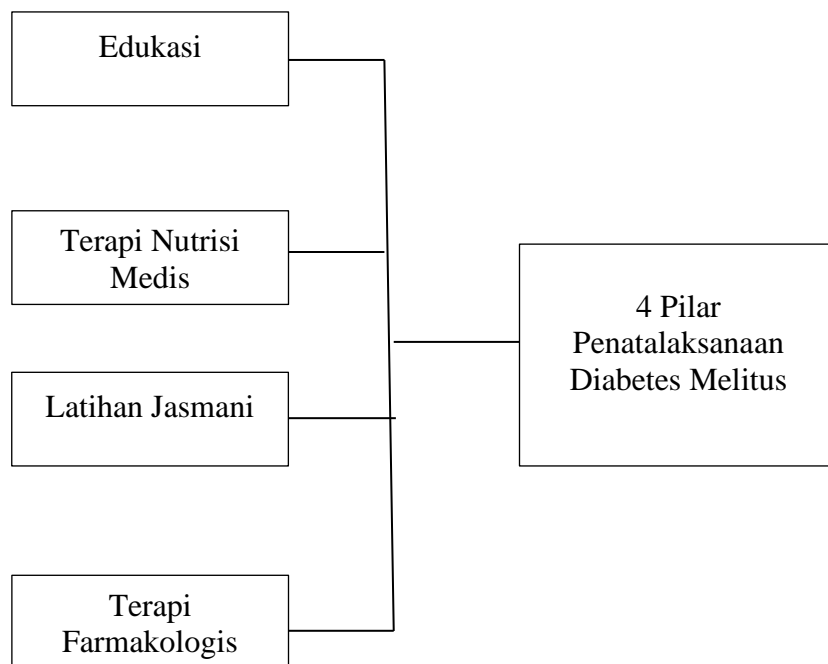 Edukasi
Terapi Nutrisi
Medis
Latihan Jasmani
Terapi
Farmakologis
4 Pilar
Penatalaksanaan
Diabetes Melitus